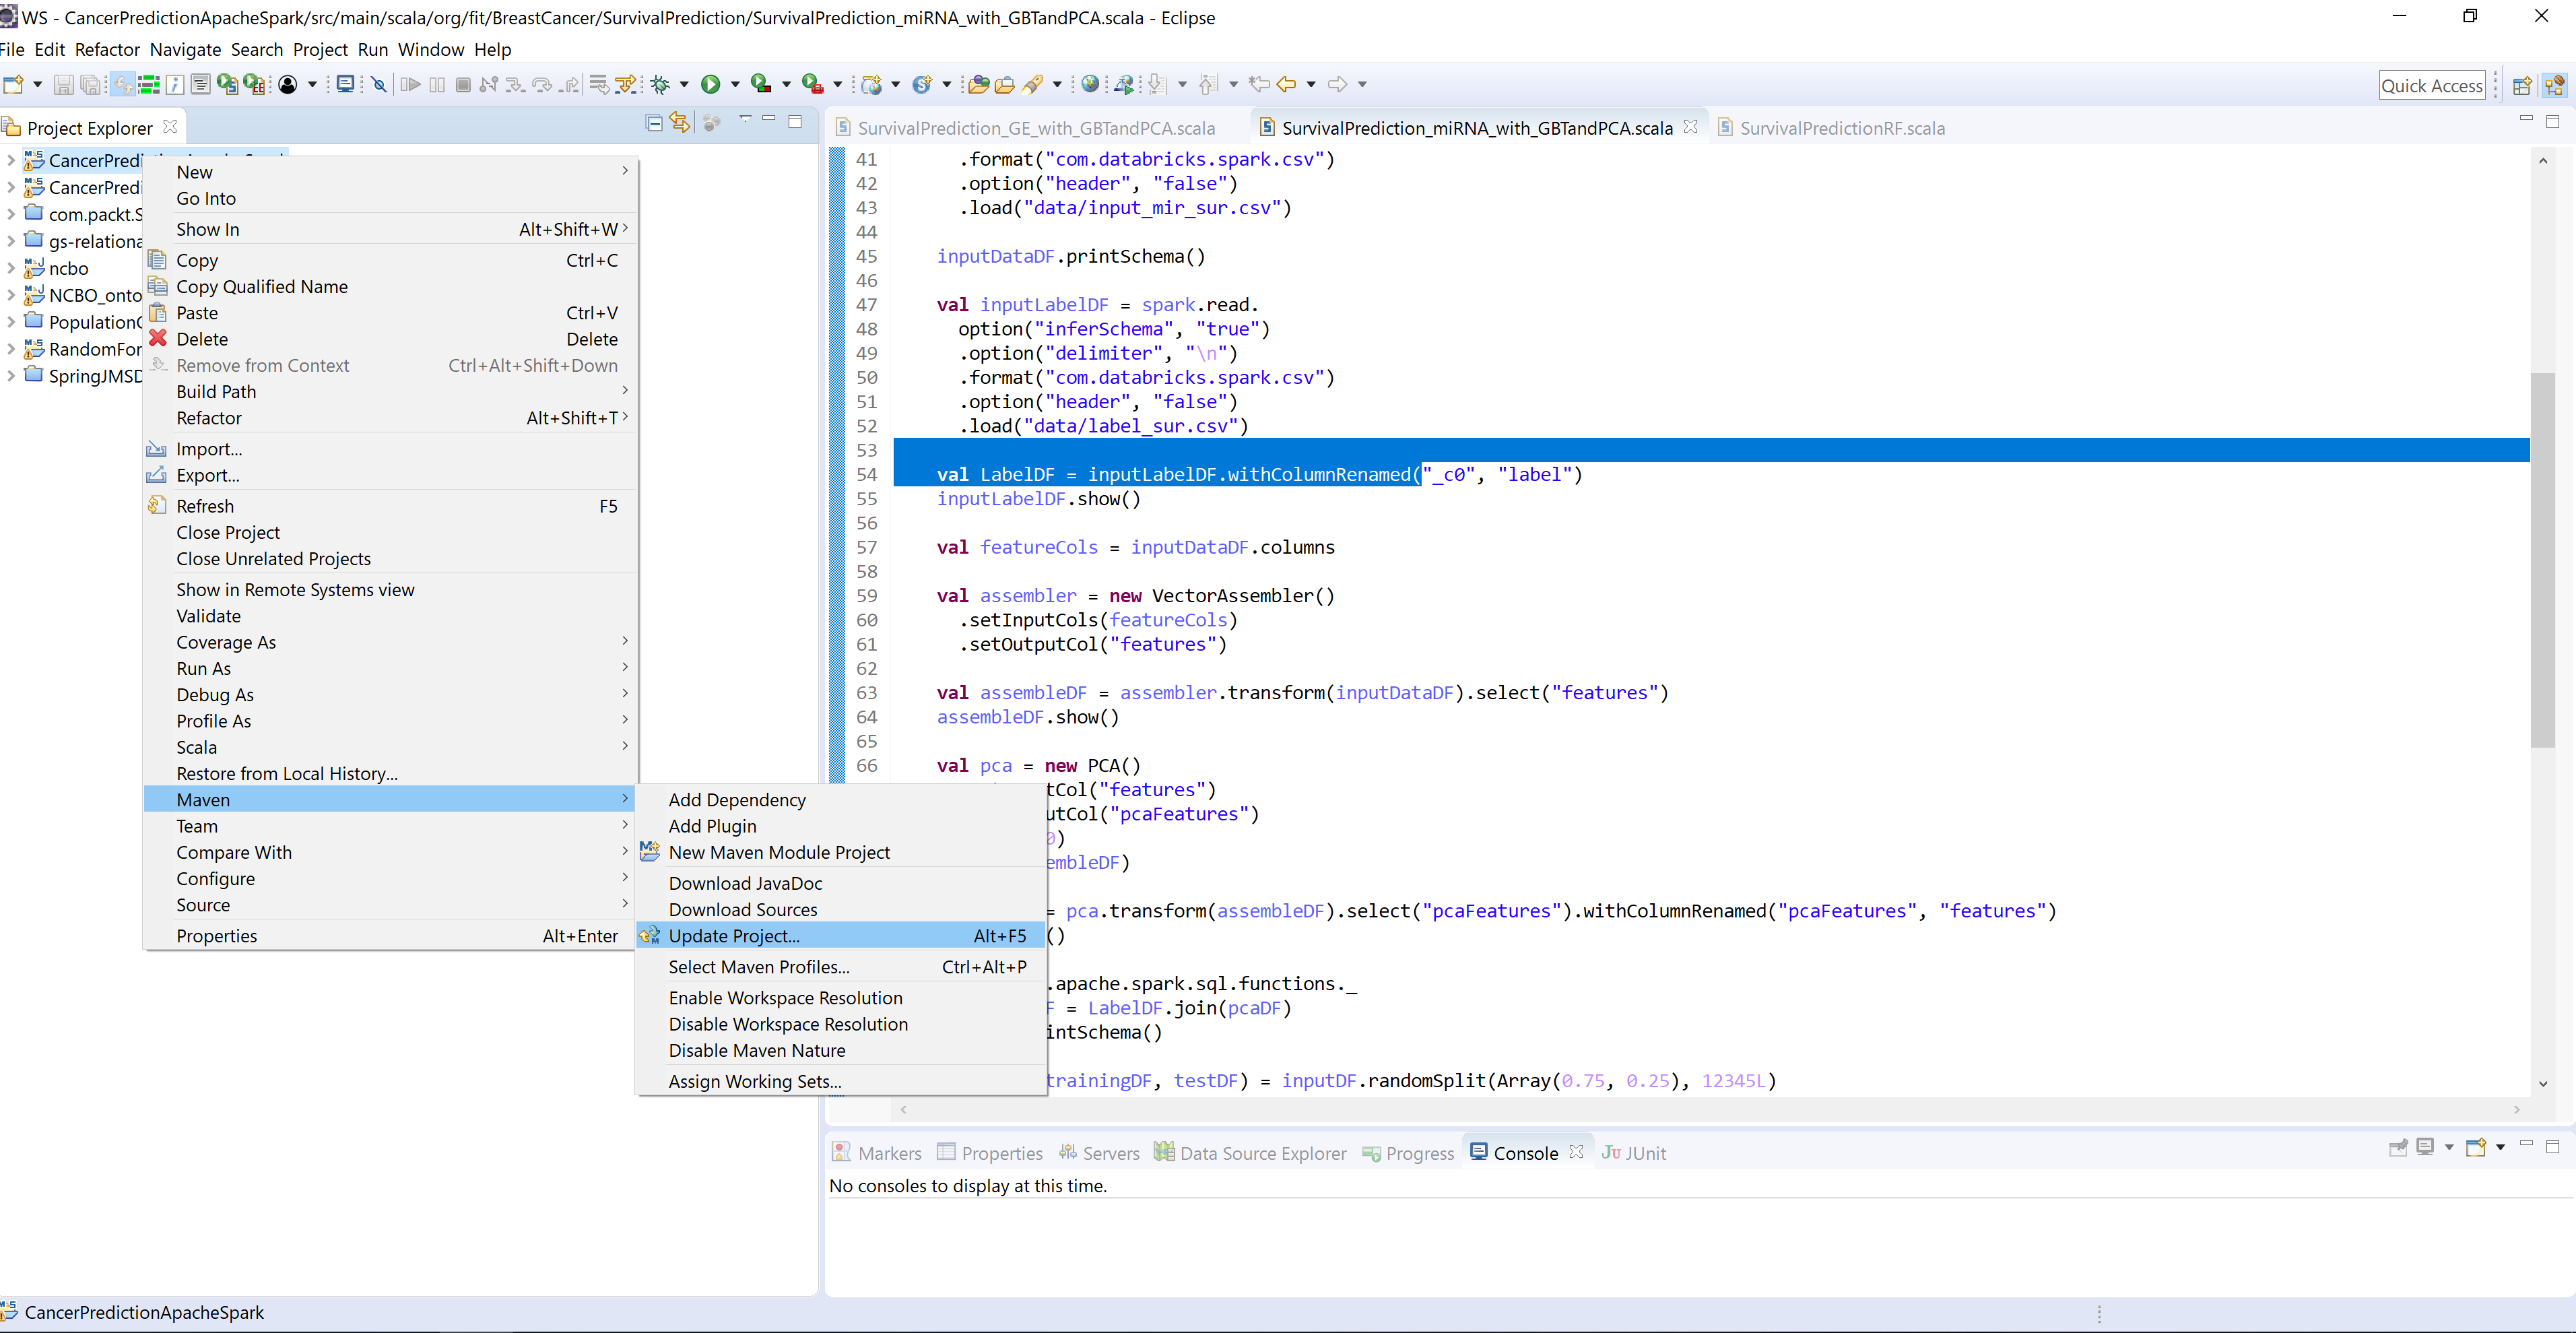 WS - CancerPredictionApacheSpark/src/main/scala/org/fit/BreastCancer/SurvivalPrediction/SurvivalPrediction_miRNA_with_GBTandPCA.scala - Eclipse
File Edit Refactor Navigate Search Project Run Window Help
Quick Access
Project Explorer
CancerPredi
CancerPredi
com.packt.S
gs-relationa
ncbo
NCBO_onto
Population
RandomFor
SpringJMSD
New
Go Into
Show In Alt+Shift+W
Copy Ctrl+C
Copy Qualified Name
Paste Ctrl+V
Delete Delete
Remove from Context Ctrl+Alt+Shift+Down
Build Path
Refactor Alt+Shift+T
Import...
Export...
Refresh F5
Close Project
Close Unrelated Projects
Show in Remote Systems view
Validate
Coverage As
Run As
Debug As
Profile As
Scala
Restore from Local History...
Maven
Team
Compare With
Configure
Source
Properties Alt+Enter
Add Dependency
Add Plugin
New Maven Module Project
Download JavaDoc
Download Sources
Update Project... Alt+F5
Select Maven Profiles... Ctrl+Alt+P
Enable Workspace Resolution
Disable Workspace Resolution
Disable Maven Nature
Assign Working Sets...
SurvivalPrediction_GE_with_GBTandPCA.scala SurvivalPrediction_miRNA_with_GBTandPCA.scala SurvivalPredictionRF.scala
41 .format("com.databricks.spark.csv")
42 .option("header", "false")
43 .load("data/input_mir_sur.csv")
44
45 inputDataDF.printSchema()
46
47 val inputLabelDF = spark.read.
48 option("inferSchema", "true")
49 .option("delimiter", "\n")
50 .format("com.databricks.spark.csv")
51 .option("header", "false")
52 .load("data/label_sur.csv")
53
54 val LabelDF = inputLabelDF.withColumnRenamed("_c0", "label")
55 inputLabelDF.show()
56
57 val featureCols = inputDataDF.columns
58
59 val assembler = new VectorAssembler()
60 .setInputCols(featureCols)
61 .setOutputCol("features")
62
63 val assembleDF = assembler.transform(inputDataDF).select("features")
64 assembleDF.show()
65
66 val pca = new PCA()
tCol("features")
utCol("pcaFeatures")
0)
embleDF)
= pca.transform(assembleDF).select("pcaFeatures").withColumnRenamed("pcaFeatures", "features")
()
.apache.spark.sql.functions._
F = LabelDF.join(pcaDF)
intSchema()
trainingDF, testDF) = inputDF.randomSplit(Array(0.75, 0.25), 12345L)
Markers Properties Servers Data Source Explorer Progress Console JUnit
No consoles to display at this time.
CancerPredictionApacheSpark